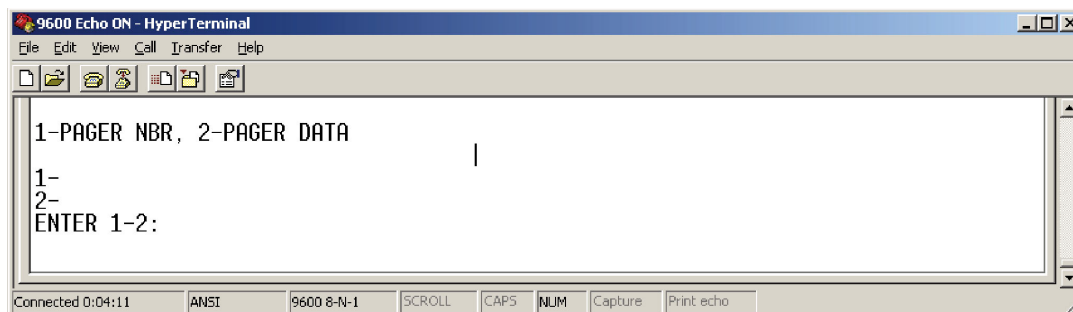 9600 Echo ON - HyperTerminal
File Edit View Call Transfer Help
1-PAGER NBR, 2-PAGER DATA
1-
2-
ENTER 1-2:
Connected 0:04:11 ANSI 9600 8-N-1 SCROLL CAPS NUM Capture Print echo